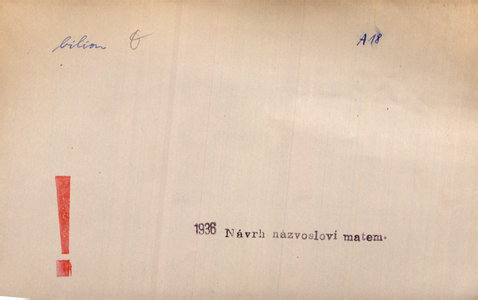 bilion A18
!
1936 Návrh názvosloví matem.